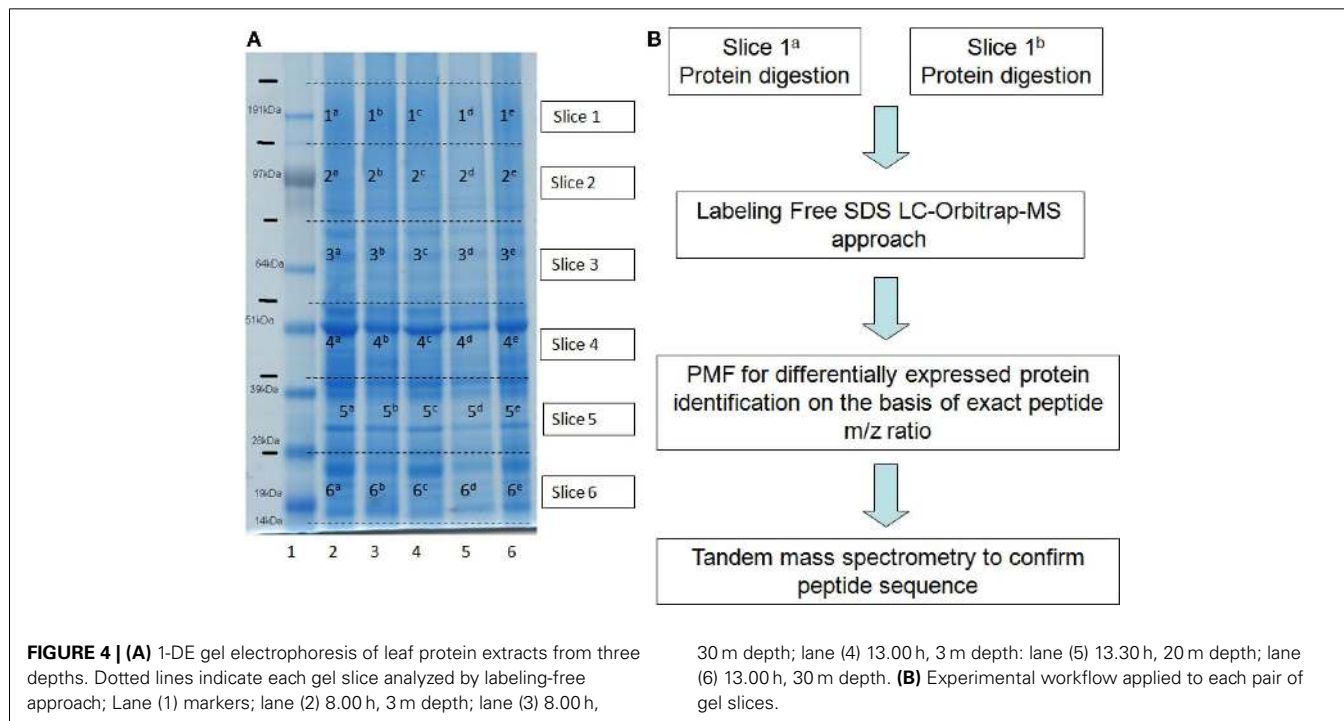 A
191kDa
97kDa
64kDa
51kDa
39kDa
28kDa
19kDa
14kDa
1ᵃ 1ᵇ 1ᶜ 1ᵈ 1ᵉ
2ᵃ 2ᵇ 2ᶜ 2ᵈ 2ᵉ
3ᵃ 3ᵇ 3ᶜ 3ᵈ 3ᵉ
4ᵃ 4ᵇ 4ᶜ 4ᵈ 4ᵉ
5ᵃ 5ᵇ 5ᶜ 5ᵈ 5ᵉ
6ᵃ 6ᵇ 6ᶜ 6ᵈ 6ᵉ
Slice 1
Slice 2
Slice 3
Slice 4
Slice 5
Slice 6
1 2 3 4 5 6
B
Slice 1ᵃ
Protein digestion
Slice 1ᵇ
Protein digestion
Labeling Free SDS LC-Orbitrap-MS
approach
PMF for differentially expressed protein
identification on the basis of exact peptide
m/z ratio
Tandem mass spectrometry to confirm
peptide sequence
FIGURE 4 | (A) 1-DE gel electrophoresis of leaf protein extracts from three
depths. Dotted lines indicate each gel slice analyzed by labeling-free
approach; Lane (1) markers; lane (2) 8.00 h, 3 m depth; lane (3) 8.00 h,
30 m depth; lane (4) 13.00 h, 3 m depth: lane (5) 13.30 h, 20 m depth; lane
(6) 13.00 h, 30 m depth. (B) Experimental workflow applied to each pair of
gel slices.